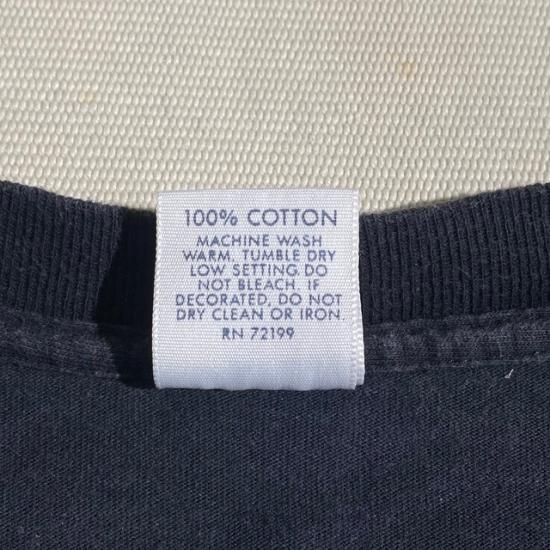 100% COTTON
MACHINE WASH
WARM. TUMBLE DRY
LOW SETTING. DO
NOT BLEACH. IF
DECORATED, DO NOT
DRY CLEAN OR IRON.
RN 72199